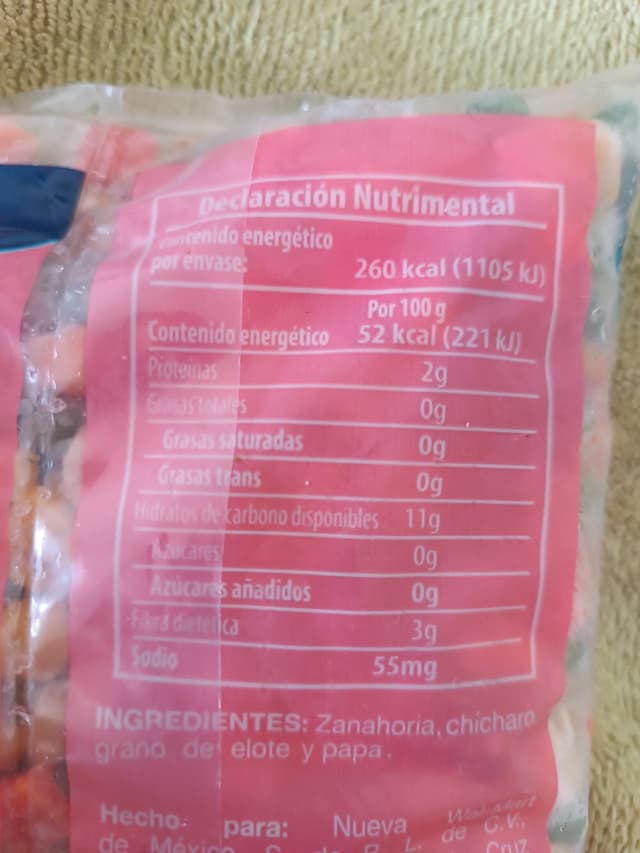 Declaración Nutrimental
Contenido energético
por envase:
260 kcal (1105 kJ)
Por 100 g
Contenido energético 52 kcal (221 kJ)
Proteínas 2g
Grasas totales 0g
Grasas saturadas 0g
Grasas trans 0g
Hidratos de carbono disponibles 11g
Azúcares 0g
Azúcares añadidos 0g
Fibra dietética 3g
Sodio 55mg
INGREDIENTES: Zanahoria, chícharo
grano de elote y papa.
Hecho para: Nueva Wal-Mart
de México S. de R. L. de C.V.,
Cruz